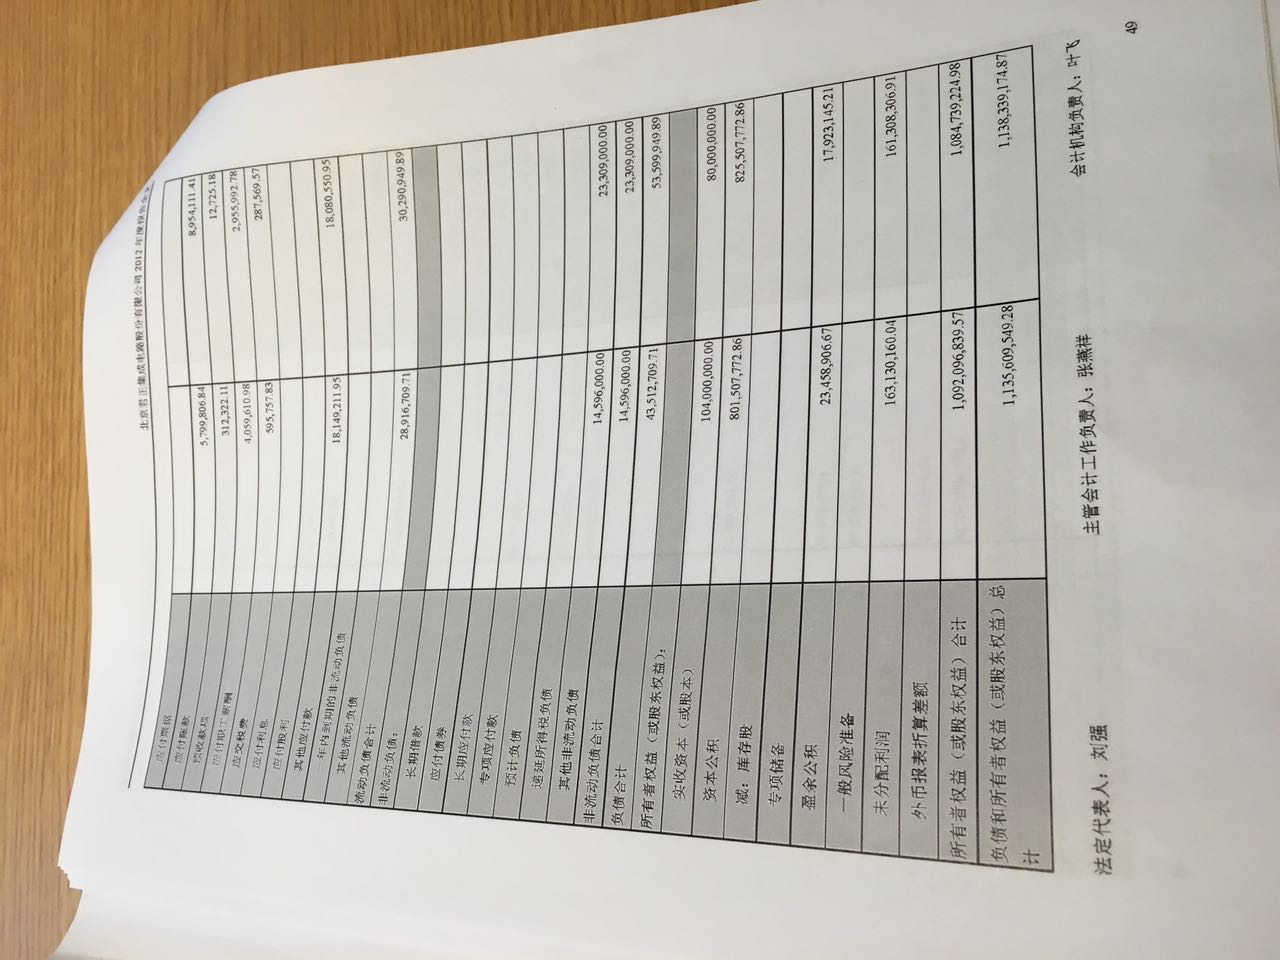 北京君正集成电路股份有限公司 2012 年度报告全
应付票据
应付账款 5,799,806.84 8,954,111.41
预收款项 312,322.11 12,725.18
应付职工薪酬 4,059,610.98 2,955,992.78
应交税费 595,757.83 287,569.57
应付利息
应付股利
其他应付款 18,149,211.95 18,080,550.95
一年内到期的非流动负债
其他流动负债
流动负债合计 28,916,709.71 30,290,949.89
非流动负债:
长期借款
应付债券
长期应付款
专项应付款
预计负债
递延所得税负债
其他非流动负债 14,596,000.00 23,309,000.00
非流动负债合计 14,596,000.00 23,309,000.00
负债合计 43,512,709.71 53,599,949.89
所有者权益（或股东权益）:
实收资本（或股本） 104,000,000.00 80,000,000.00
资本公积 801,507,772.86 825,507,772.86
减：库存股
专项储备
盈余公积 23,458,906.67 17,923,145.21
一般风险准备
未分配利润 163,130,160.04 161,308,306.91
外币报表折算差额
所有者权益（或股东权益）合计 1,092,096,839.57 1,084,739,224.98
负债和所有者权益（或股东权益）总 1,135,609,549.28 1,138,339,174.87
计
法定代表人：刘强 主管会计工作负责人：张燕祥 会计机构负责人：叶飞
49